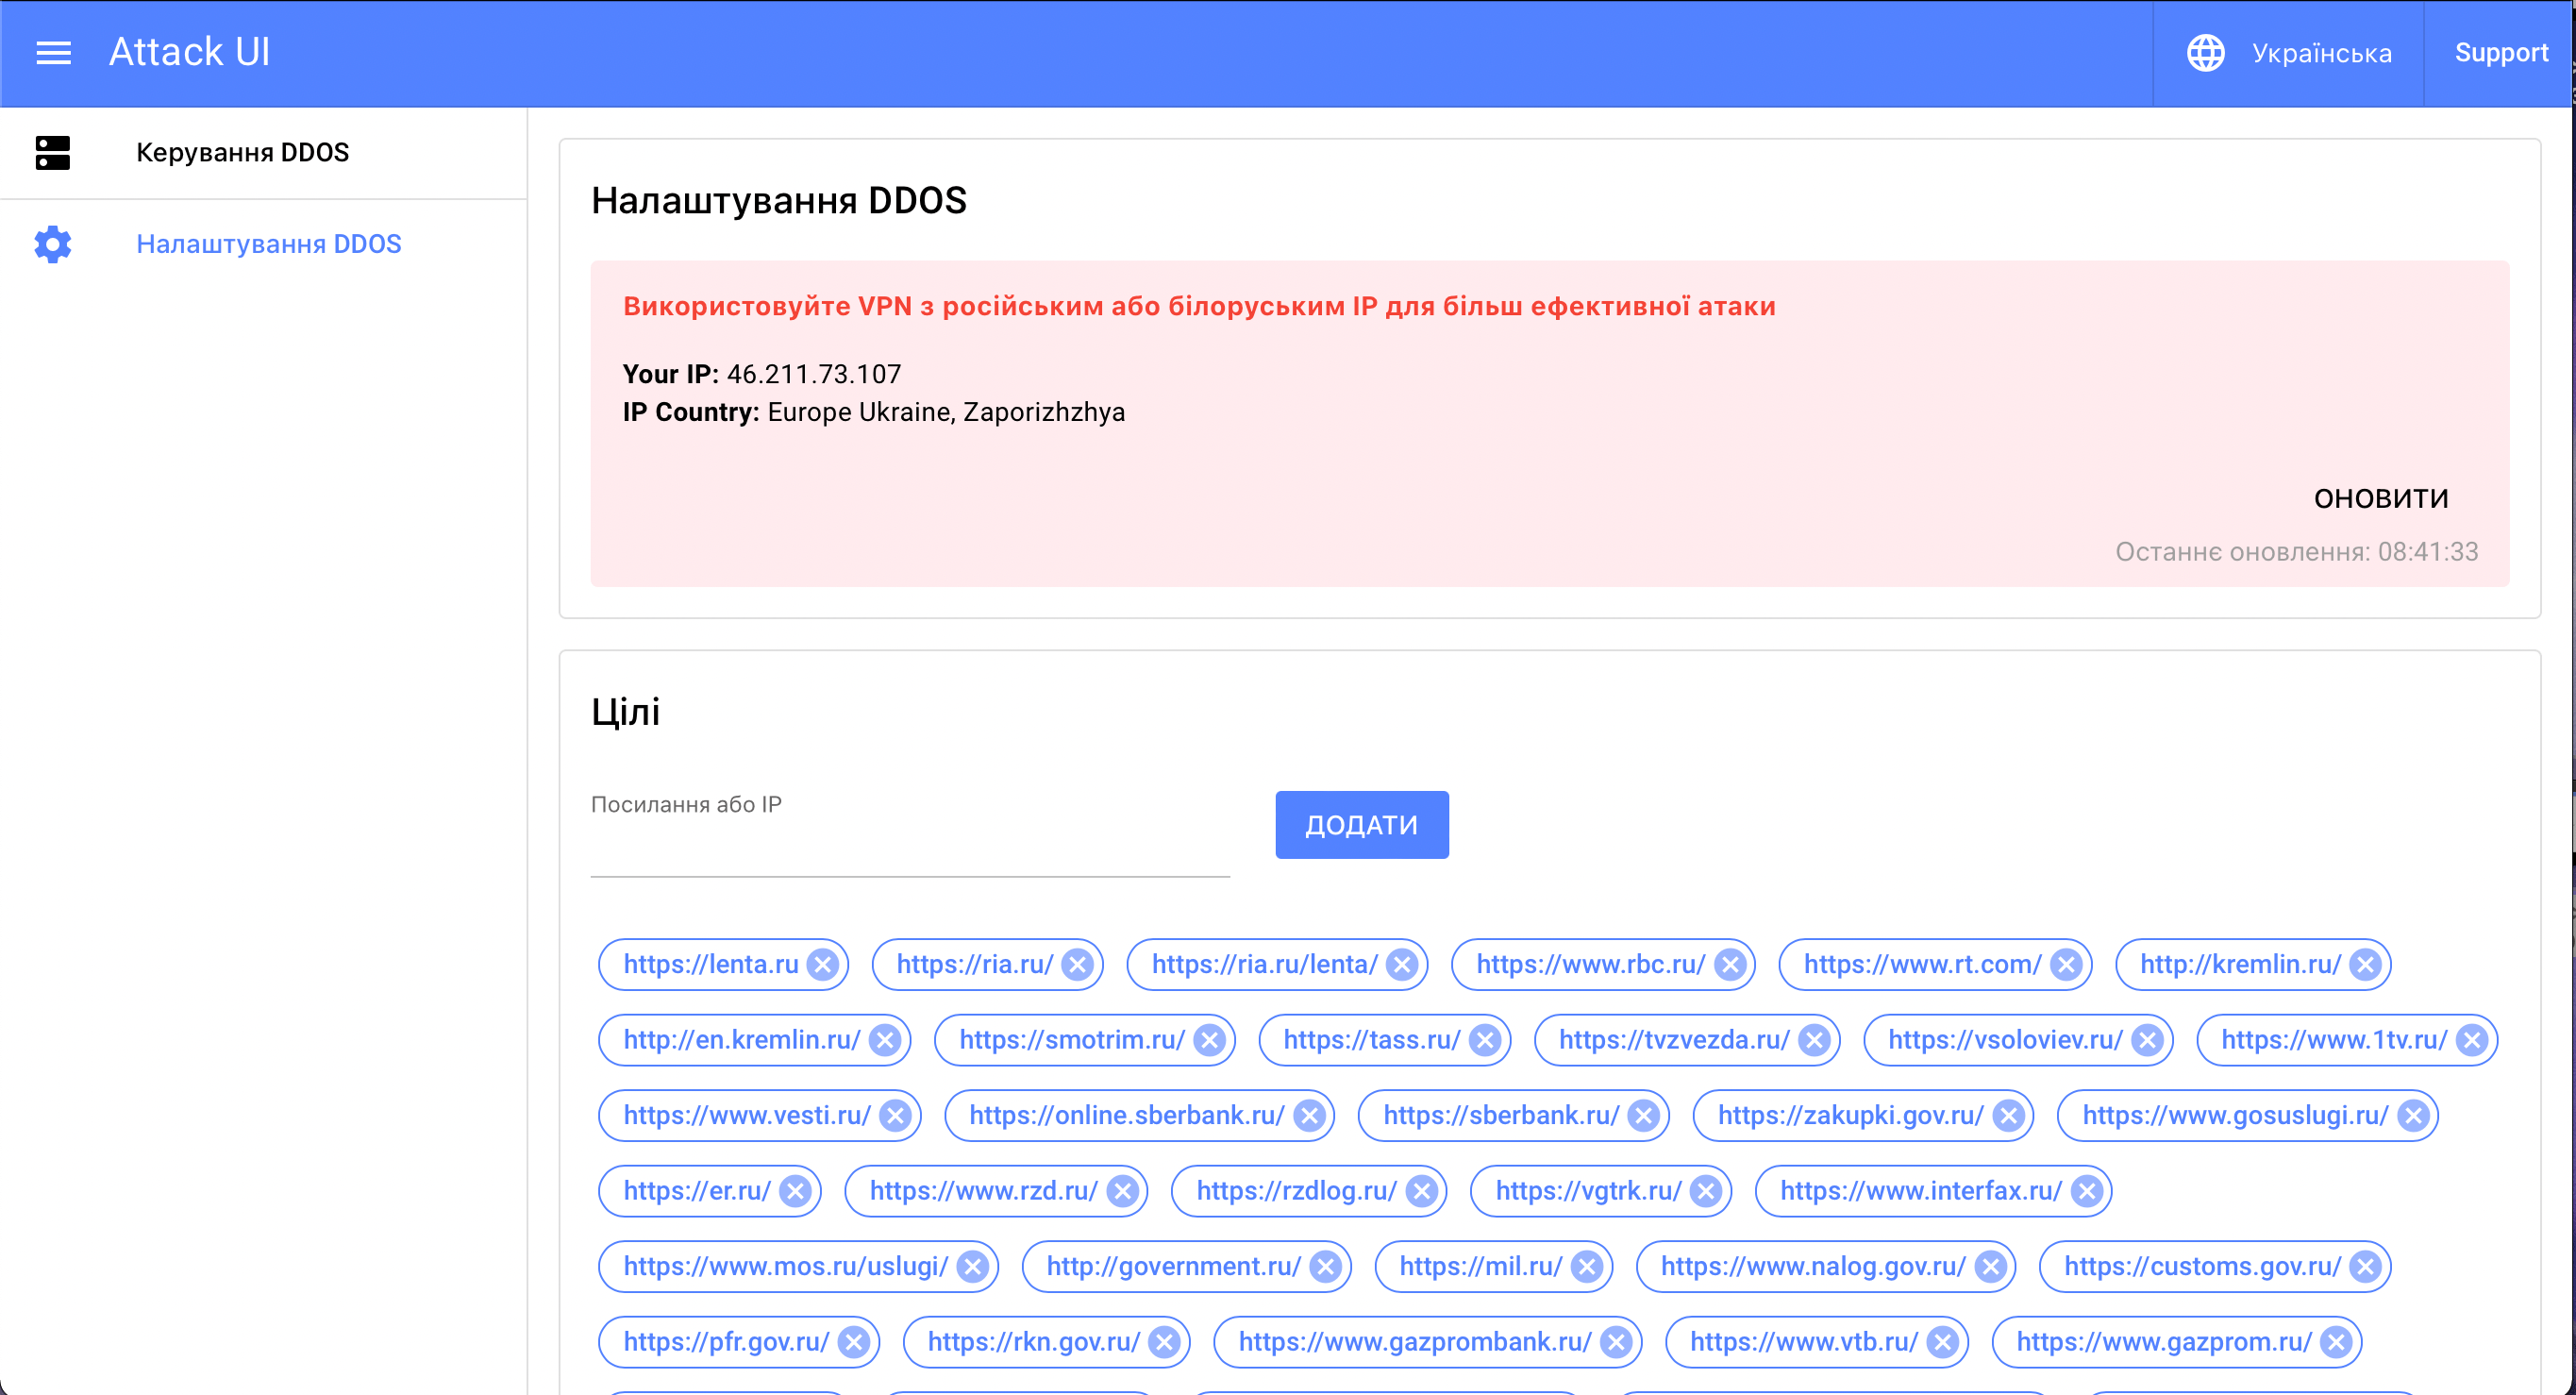 Attack UI
Українська
Support
Керування DDOS
Налаштування DDOS
Налаштування DDOS
Використовуйте VPN з російським або білоруським IP для більш ефективної атаки
Your IP: 46.211.73.107
IP Country: Europe Ukraine, Zaporizhzhya
ОНОВИТИ
Останнє оновлення: 08:41:33
Цілі
Посилання або IP
ДОДАТИ
https://lenta.ru https://ria.ru/ https://ria.ru/lenta/ https://www.rbc.ru/ https://www.rt.com/ http://kremlin.ru/
http://en.kremlin.ru/ https://smotrim.ru/ https://tass.ru/ https://tvzvezda.ru/ https://vsoloviev.ru/ https://www.1tv.ru/
https://www.vesti.ru/ https://online.sberbank.ru/ https://sberbank.ru/ https://zakupki.gov.ru/ https://www.gosuslugi.ru/
https://er.ru/ https://www.rzd.ru/ https://rzdlog.ru/ https://vgtrk.ru/ https://www.interfax.ru/
https://www.mos.ru/uslugi/ http://government.ru/ https://mil.ru/ https://www.nalog.gov.ru/ https://customs.gov.ru/
https://pfr.gov.ru/ https://rkn.gov.ru/ https://www.gazprombank.ru/ https://www.vtb.ru/ https://www.gazprom.ru/